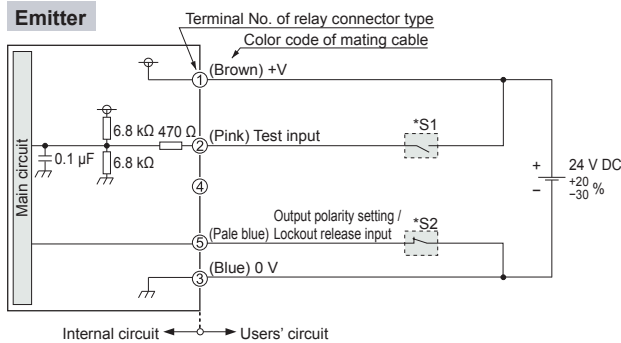 Emitter
Terminal No. of relay connector type
Color code of mating cable
1 (Brown) +V
6.8 kΩ 470 Ω
2 (Pink) Test input
*S1
0.1 µF
6.8 kΩ
Main circuit
4
+
−
24 V DC
+20
−30 %
Output polarity setting /
5 (Pale blue) Lockout release input
*S2
3 (Blue) 0 V
Internal circuit
Users' circuit